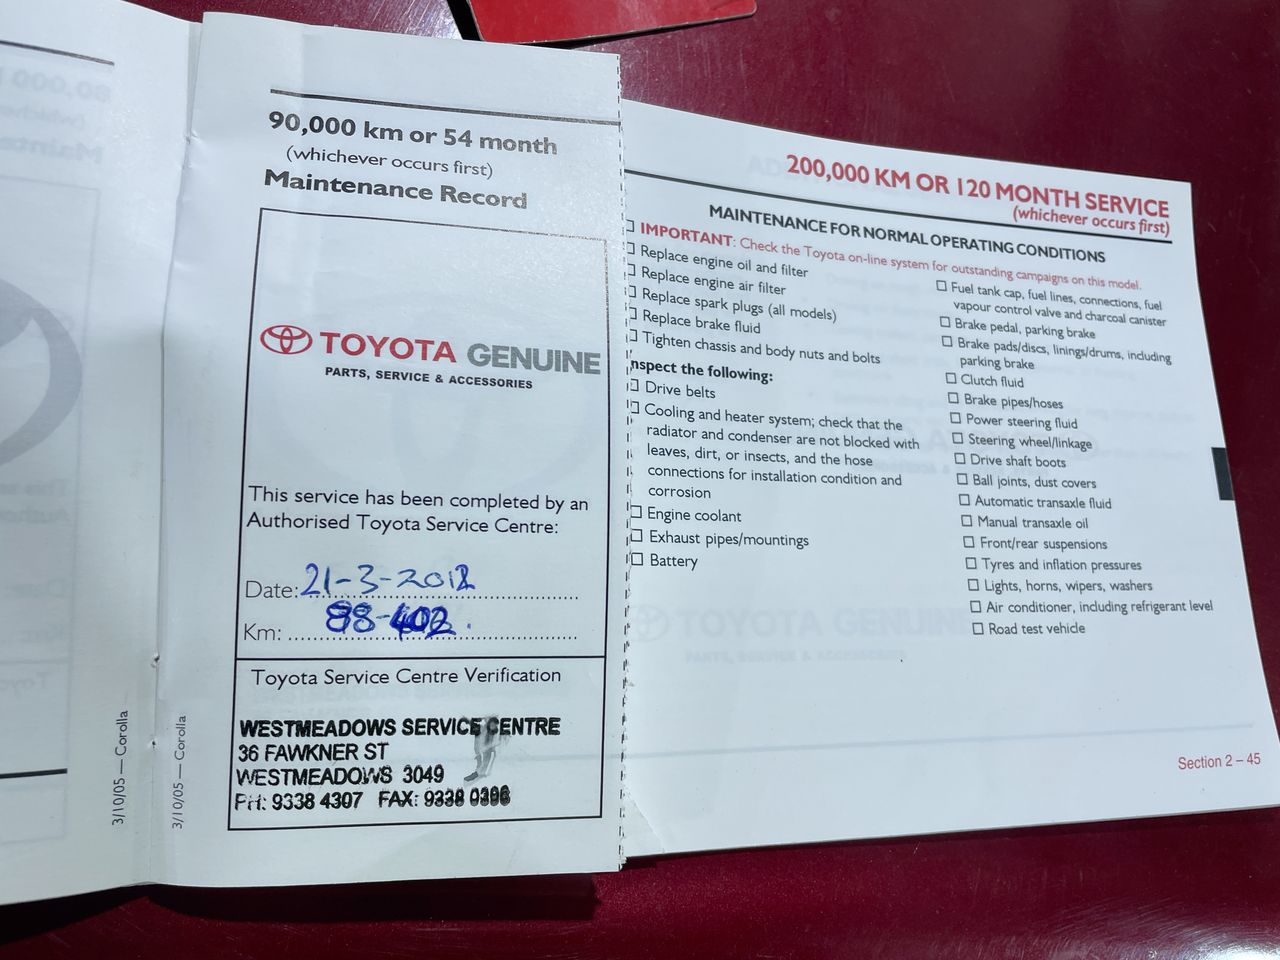 90,000 km or 54 month
(whichever occurs first)
Maintenance Record
TOYOTA GENUINE
PARTS, SERVICE & ACCESSORIES
This service has been completed by an
Authorised Toyota Service Centre:
Date: 21-3-2012
Km: 88-402.
Toyota Service Centre Verification
WESTMEADOWS SERVICE CENTRE
36 FAWKNER ST
WESTMEADOWS 3049
PH: 9338 4307 FAX: 9338
3/10/05 — Corolla
3/10/05 — Corolla
200,000 KM OR 120 MONTH SERVICE
(whichever occurs first)
MAINTENANCE FOR NORMAL OPERATING CONDITIONS
IMPORTANT: Check the Toyota on-line system for outstanding campaigns on this model.
Replace engine oil and filter
Replace engine air filter
Replace spark plugs (all models)
Replace brake fluid
Tighten chassis and body nuts and bolts
nspect the following:
Drive belts
Cooling and heater system; check that the
radiator and condenser are not blocked with
leaves, dirt, or insects, and the hose
connections for installation condition and
corrosion
Engine coolant
Exhaust pipes/mountings
Battery
Fuel tank cap, fuel lines, connections, fuel
vapour control valve and charcoal canister
Brake pedal, parking brake
Brake pads/discs, linings/drums, including
parking brake
Clutch fluid
Brake pipes/hoses
Power steering fluid
Steering wheel/linkage
Drive shaft boots
Ball joints, dust covers
Automatic transaxle fluid
Manual transaxle oil
Front/rear suspensions
Tyres and inflation pressures
Lights, horns, wipers, washers
Air conditioner, including refrigerant level
Road test vehicle
Section 2 – 45